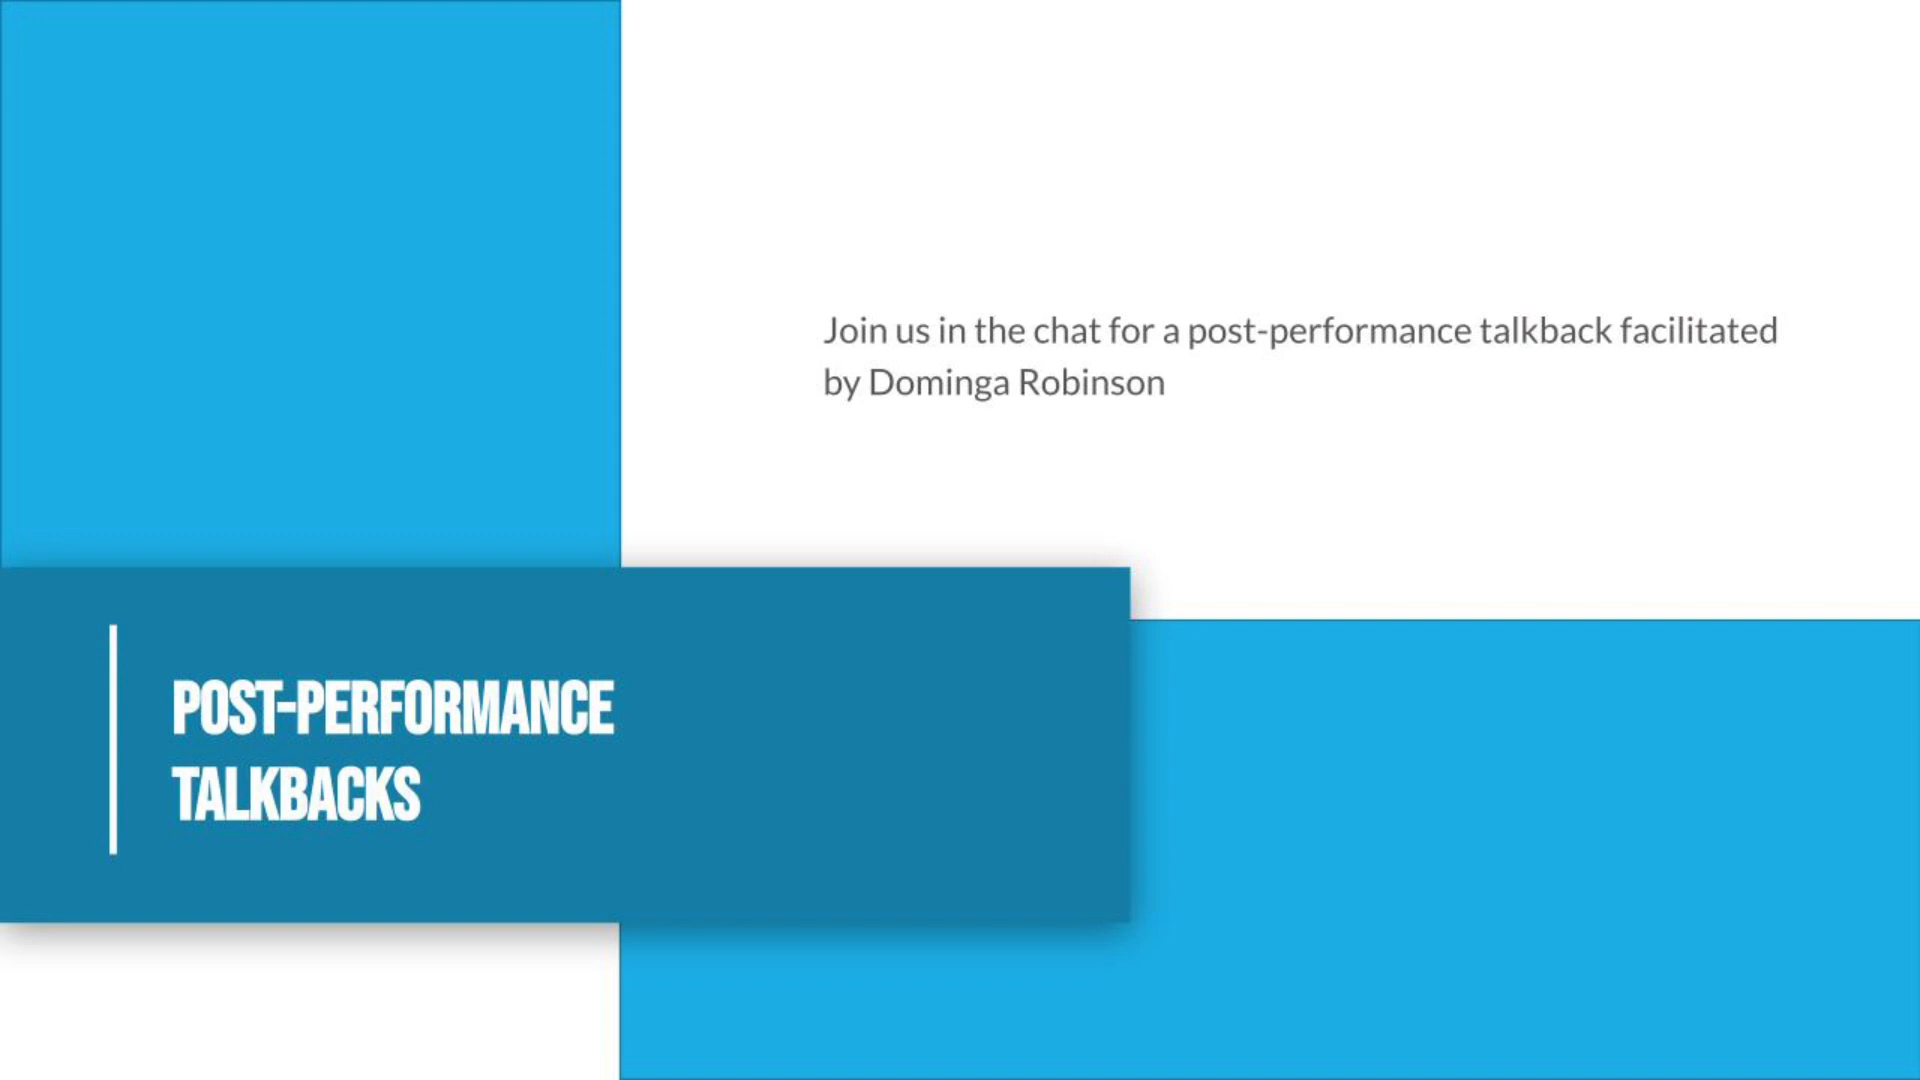 Join us in the chat for a post-performance talkback facilitated
by Dominga Robinson
POST-PERFORMANCE
TALKBACKS